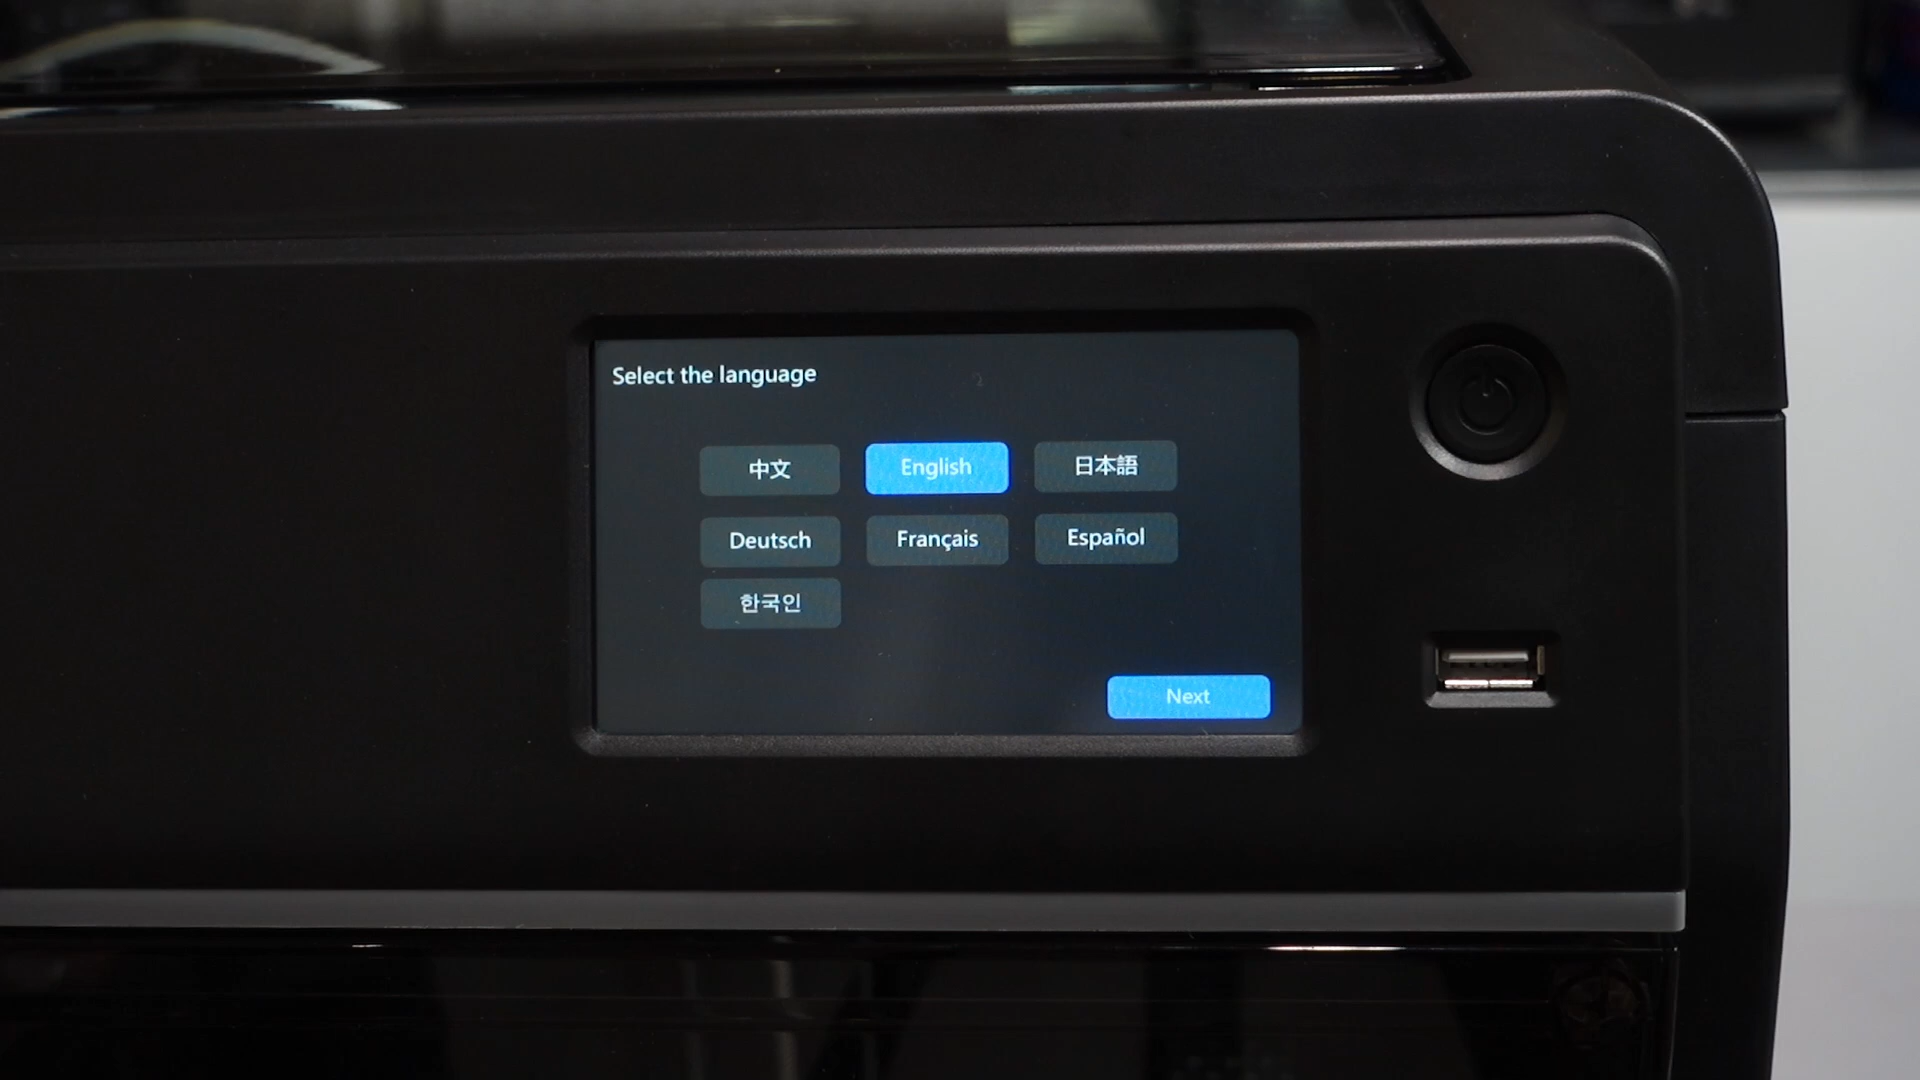 Select the language
中文 English 日本語
Deutsch Français Español
한국인
Next